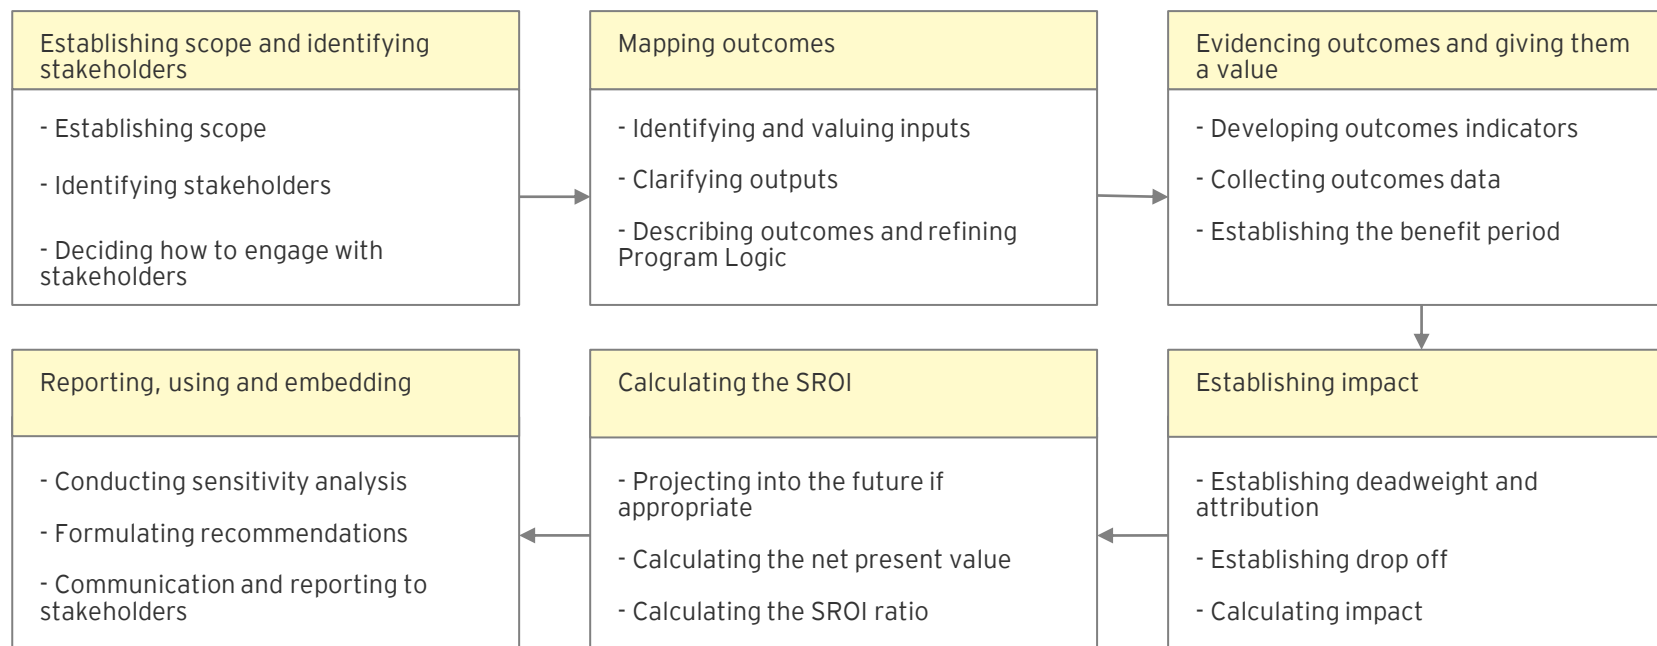 Establishing scope and identifying
stakeholders
- Establishing scope
- Identifying stakeholders
- Deciding how to engage with
stakeholders
Mapping outcomes
- Identifying and valuing inputs
- Clarifying outputs
- Describing outcomes and refining
Program Logic
Evidencing outcomes and giving them
a value
- Developing outcomes indicators
- Collecting outcomes data
- Establishing the benefit period
Establishing impact
- Establishing deadweight and
attribution
- Establishing drop off
- Calculating impact
Calculating the SROI
- Projecting into the future if
appropriate
- Calculating the net present value
- Calculating the SROI ratio
Reporting, using and embedding
- Conducting sensitivity analysis
- Formulating recommendations
- Communication and reporting to
stakeholders